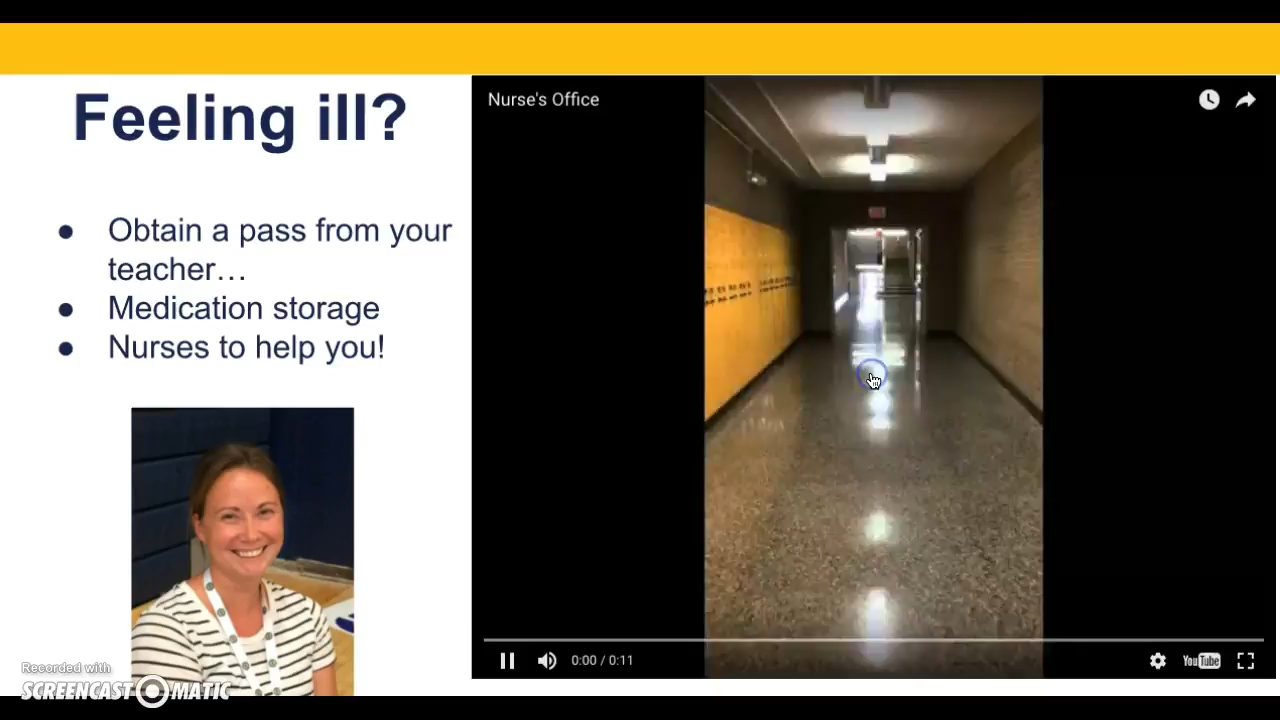 Feeling ill?
● Obtain a pass from your
teacher…
● Medication storage
● Nurses to help you!
Nurse's Office
0:00 / 0:11
YouTube
Recorded with
SCREENCAST MATIC